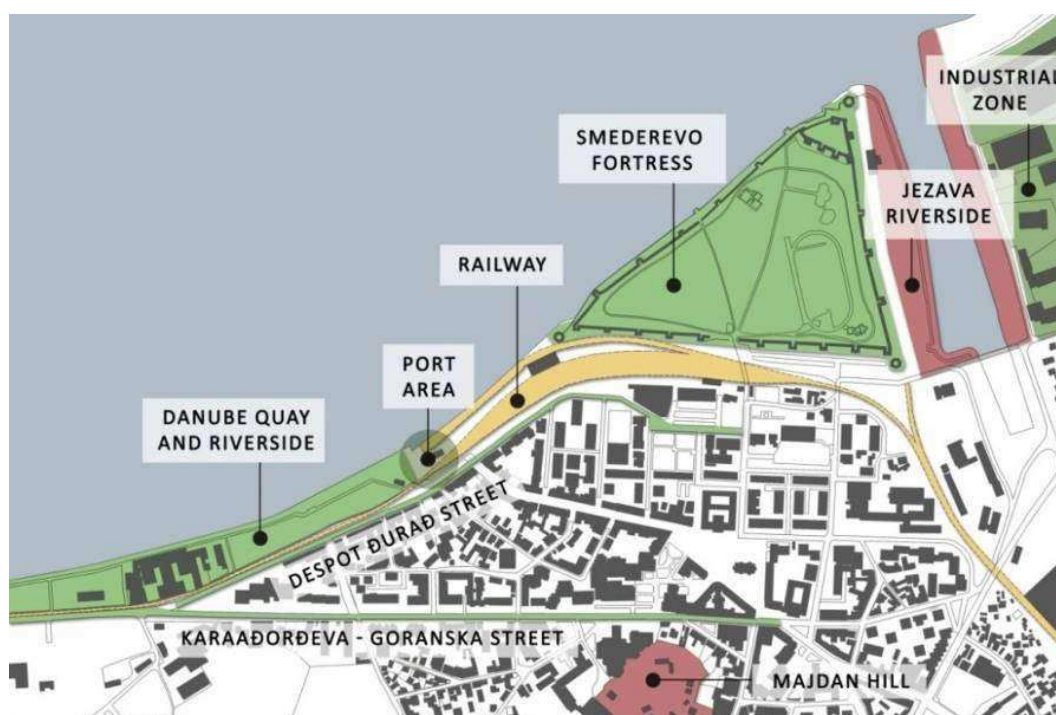 INDUSTRIAL
ZONE
SMEDEREVO
FORTRESS
JEZAVA
RIVERSIDE
RAILWAY
PORT
AREA
DANUBE QUAY
AND RIVERSIDE
DESPOT ĐURAĐ STREET
KARAĐORĐEVA - GORANSKA STREET
MAJDAN HILL